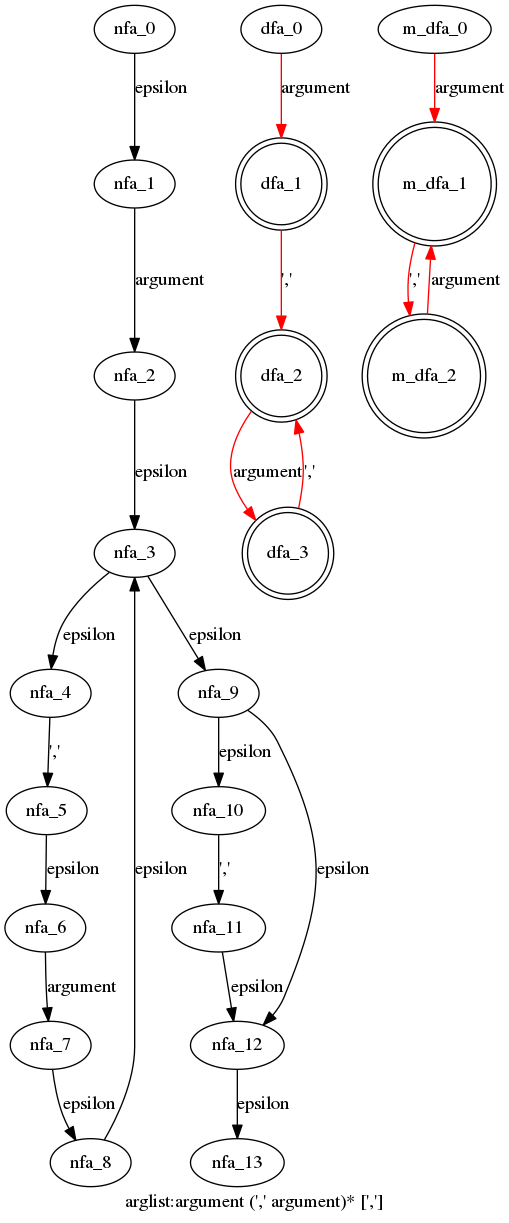 nfa_0
dfa_0
m_dfa_0
epsilon
argument
argument
nfa_1
dfa_1
m_dfa_1
argument
','
','
argument
nfa_2
dfa_2
m_dfa_2
epsilon
argument
','
nfa_3
dfa_3
epsilon
epsilon
nfa_4
nfa_9
','
epsilon
nfa_5
nfa_10
epsilon
epsilon
','
epsilon
nfa_6
nfa_11
argument
epsilon
nfa_7
nfa_12
epsilon
epsilon
nfa_8
nfa_13
arglist:argument (',' argument)* [',']